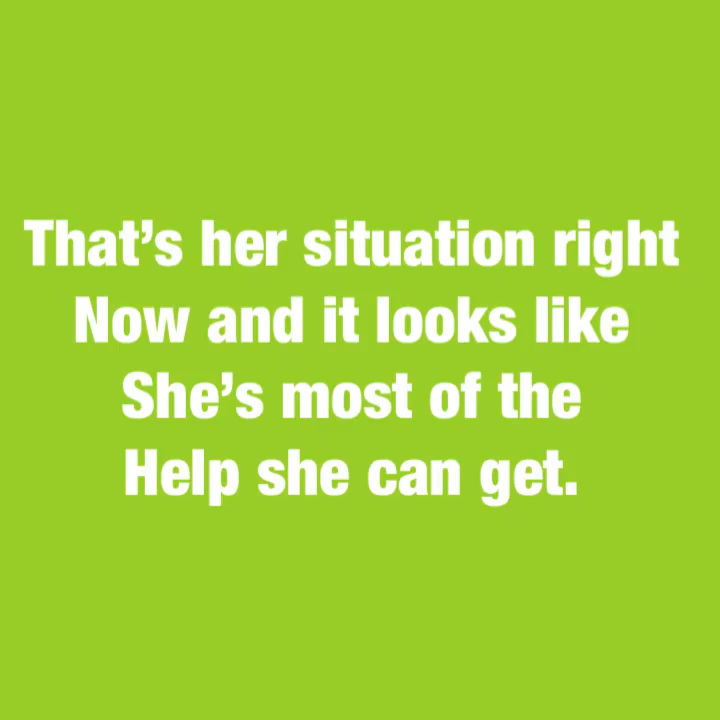 That’s her situation right
Now and it looks like
She’s most of the
Help she can get.